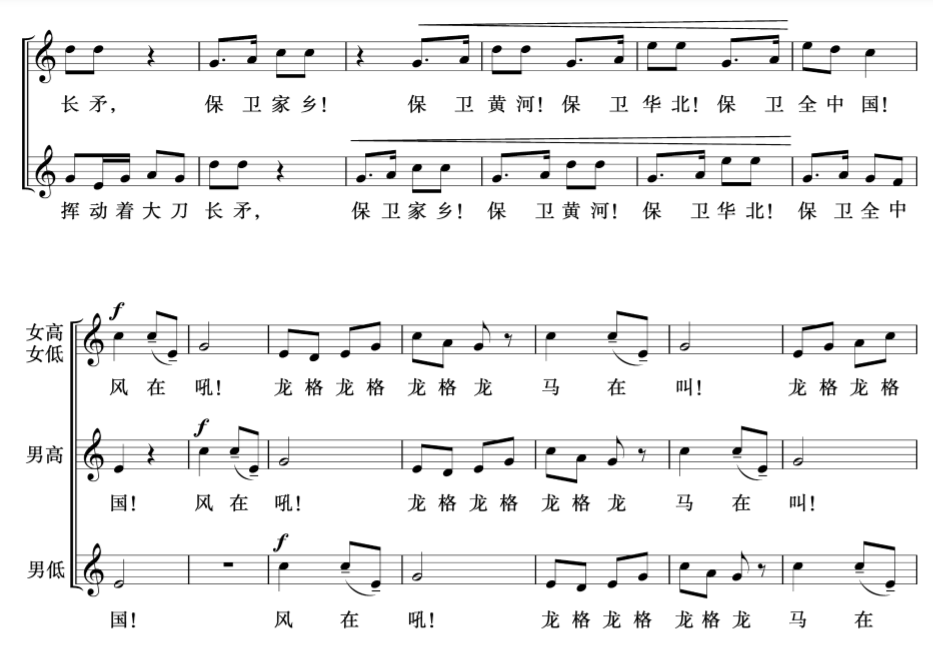 长矛， 保卫家乡！ 保卫黄河！保卫华北！保卫全中国！
挥动着大刀长矛， 保卫家乡！保卫黄河！保卫华北！保卫全中
f
女高
女低
风在吼！ 龙格龙格龙格龙 马在叫！ 龙格龙格
f
男高
国！ 风在吼！ 龙格龙格龙格龙 马在叫！
f
男低
国！ 风在吼！ 龙格龙格龙格龙 马在